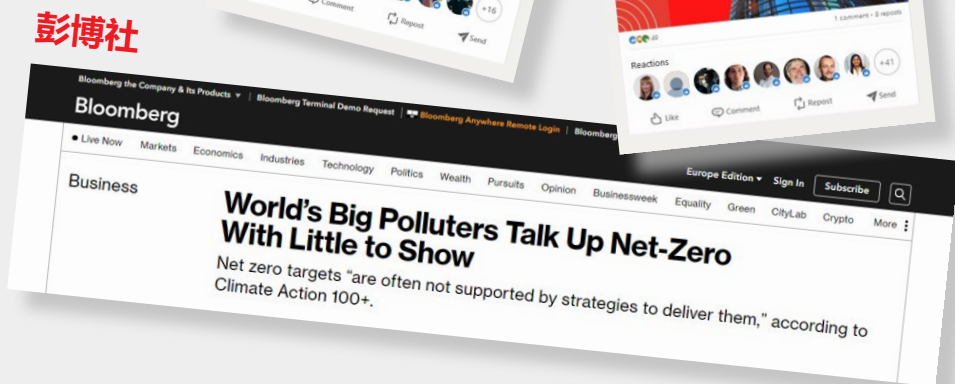 彭博社
Comment
Repost
Send
+16
1 comment • 8 reposts
Reactions
+41
Like
Comment
Repost
Send
Bloomberg the Company & Its Products ▾ | Bloomberg Terminal Demo Request | Bloomberg Anywhere Remote Login | Bloomberg
Bloomberg
Europe Edition ▾ Sign In Subscribe
• Live Now Markets Economics Industries Technology Politics Wealth Pursuits Opinion Businessweek Equality Green CityLab Crypto More
Business
World's Big Polluters Talk Up Net-Zero
With Little to Show
Net zero targets “are often not supported by strategies to deliver them,” according to
Climate Action 100+.